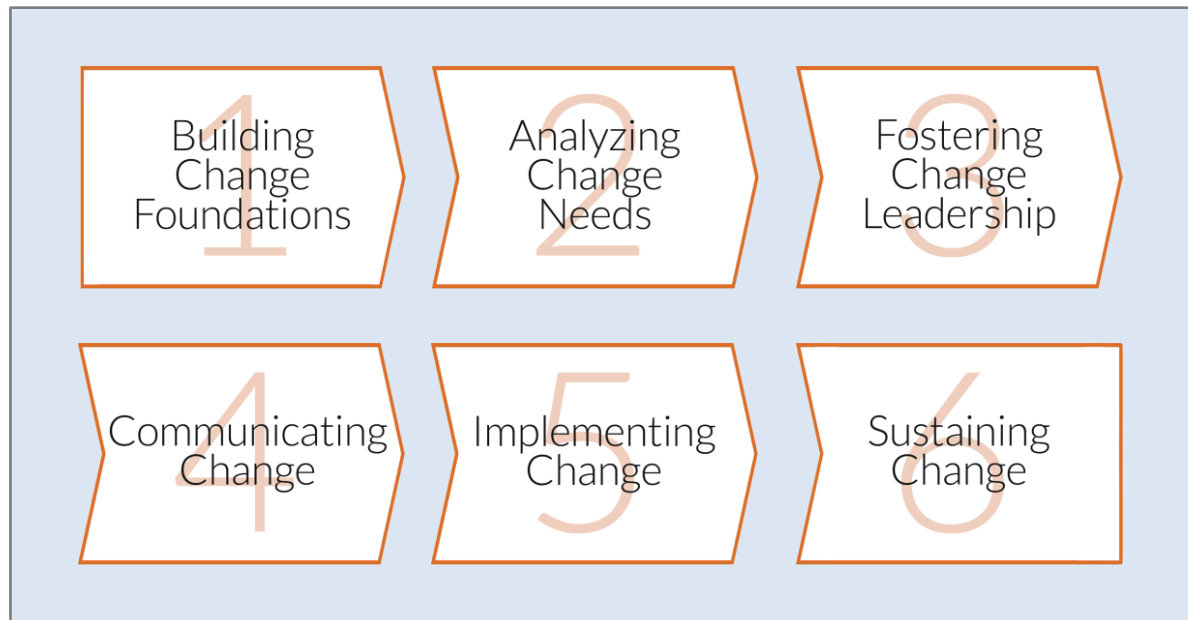 1
Building
Change
Foundations
2
Analyzing
Change
Needs
3
Fostering
Change
Leadership
4
Communicating
Change
5
Implementing
Change
6
Sustaining
Change